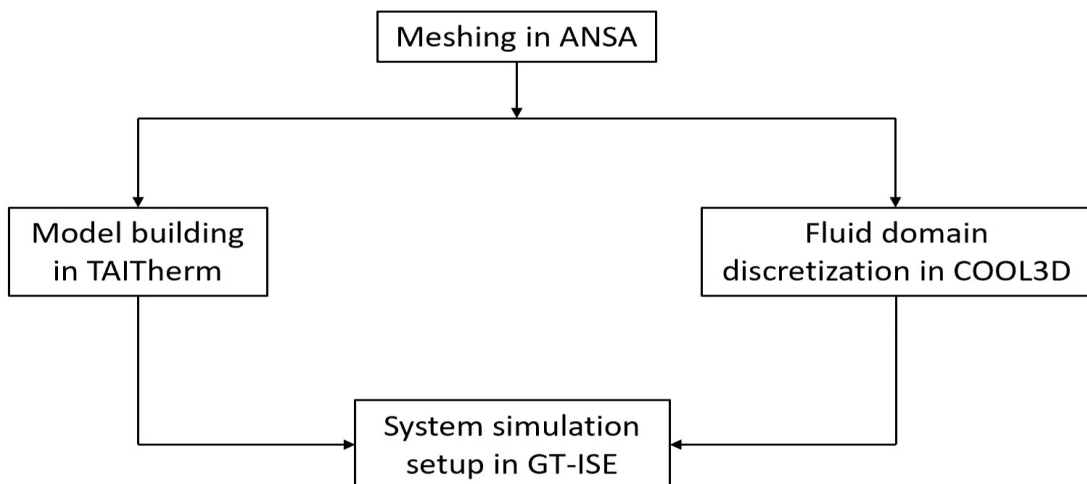 Meshing in ANSA
Model building
in TAITherm
Fluid domain
discretization in COOL3D
System simulation
setup in GT-ISE